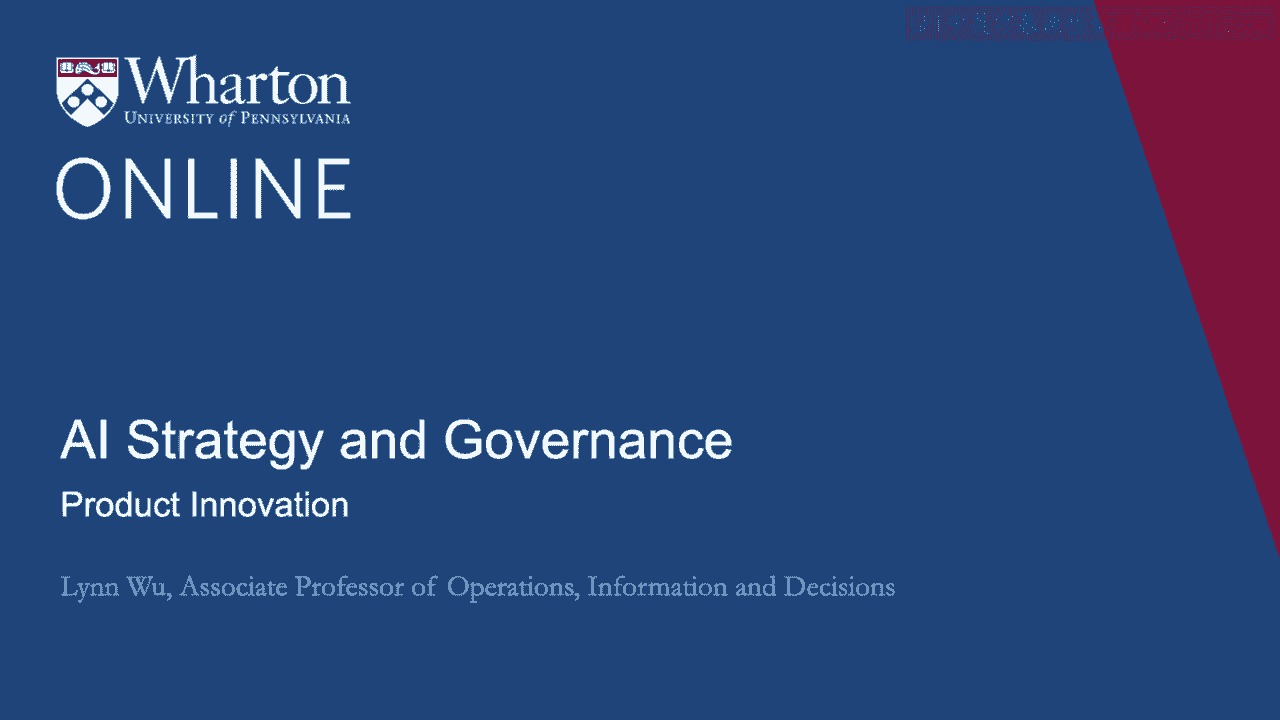 Wharton
UNIVERSITY of PENNSYLVANIA
ONLINE
AI Strategy and Governance
Product Innovation
Lynn Wu, Associate Professor of Operations, Information and Decisions